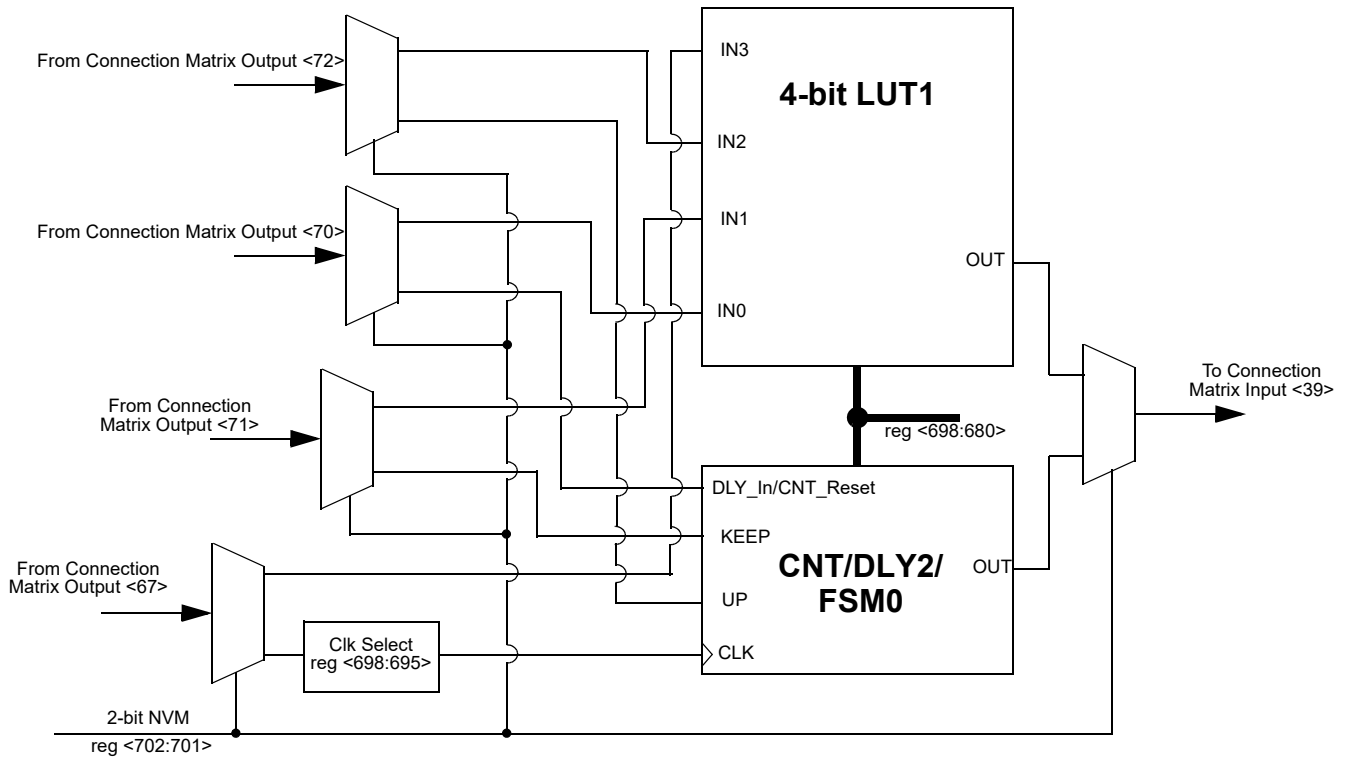 From Connection Matrix Output <72>
From Connection Matrix Output <70>
From Connection
Matrix Output <71>
From Connection
Matrix Output <67>
2-bit NVM
reg <702:701>
Clk Select
reg <698:695>
IN3
4-bit LUT1
IN2
IN1
OUT
IN0
reg <698:680>
DLY_In/CNT_Reset
KEEP
CNT/DLY2/
FSM0
OUT
UP
CLK
To Connection
Matrix Input <39>